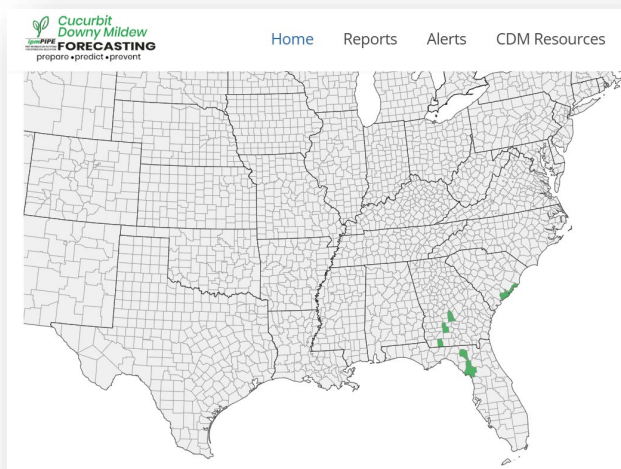 Cucurbit
Downy Mildew
ipmPIPE FORECASTING
prepare •predict •prevent
Home Reports Alerts CDM Resources